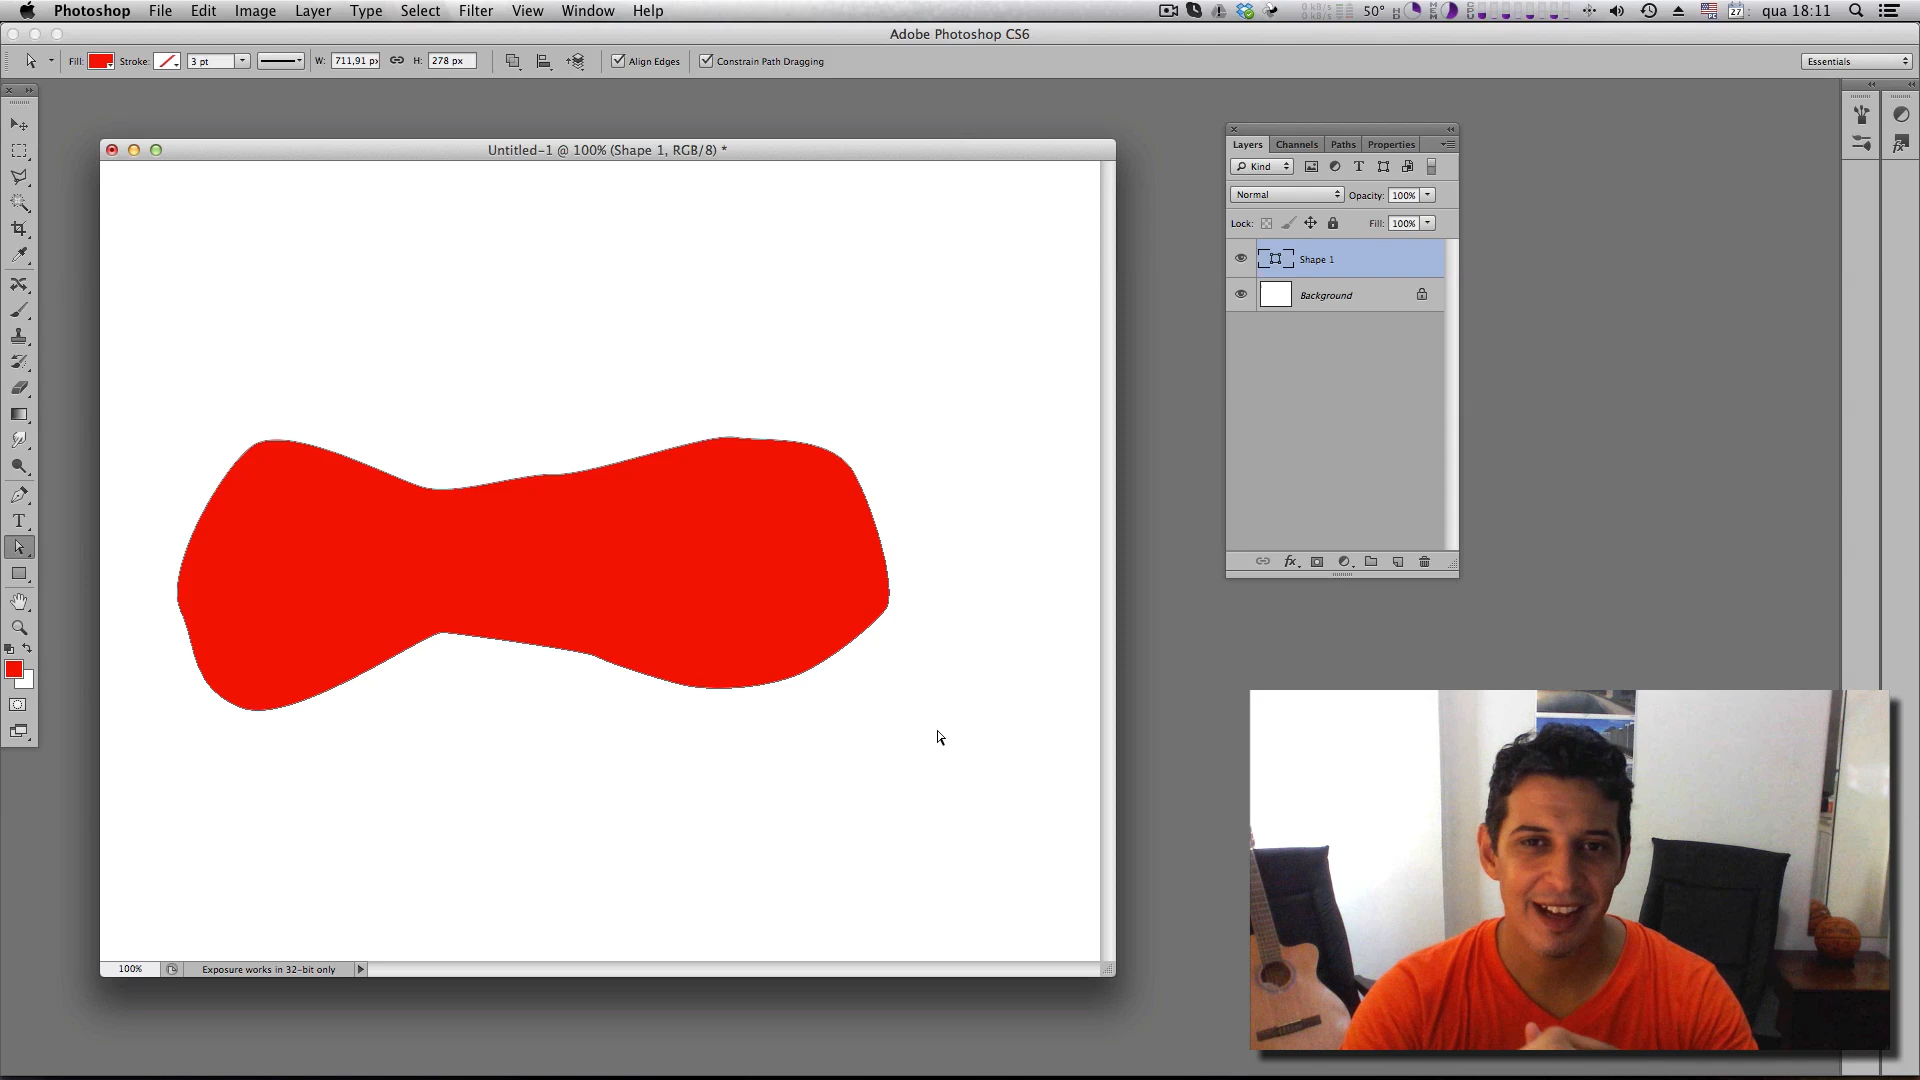 Photoshop File Edit Image Layer Type Select Filter View Window Help
50° 27 qua 18:11
Adobe Photoshop CS6
Fill: Stroke: 3 pt W: 711,91 px H: 278 px Align Edges Constrain Path Dragging Essentials
Untitled-1 @ 100% (Shape 1, RGB/8) *
Layers Channels Paths Properties
Kind
Normal Opacity: 100%
Lock: Fill: 100%
Shape 1
Background
fx
T
100% Exposure works in 32-bit only